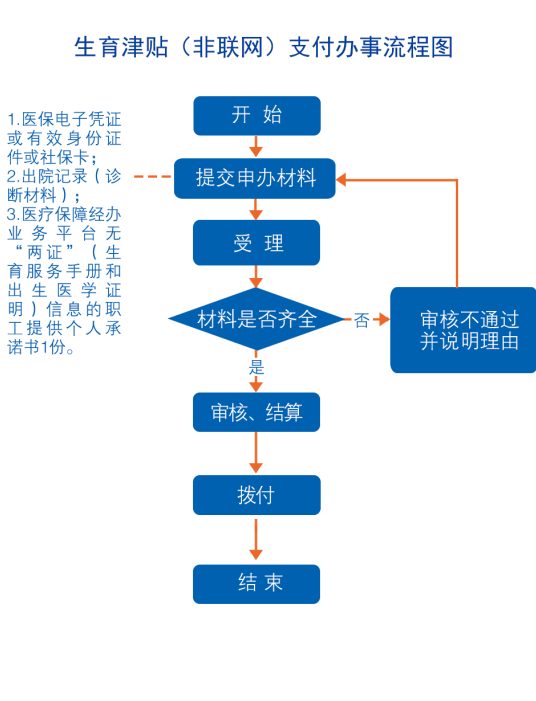 生育津贴（非联网）支付办事流程图
开 始
1.医保电子凭证
或有效身份证
件或社保卡；
2.出院记录（诊
断材料）；
3.医疗保障经办
业务平台无
“两证”（生
育服务手册和
出生医学证
明）信息的职
工提供个人承
诺书1份。
提交申办材料
受 理
材料是否齐全
否
审核不通过
并说明理由
是
审核、结算
拨付
结 束